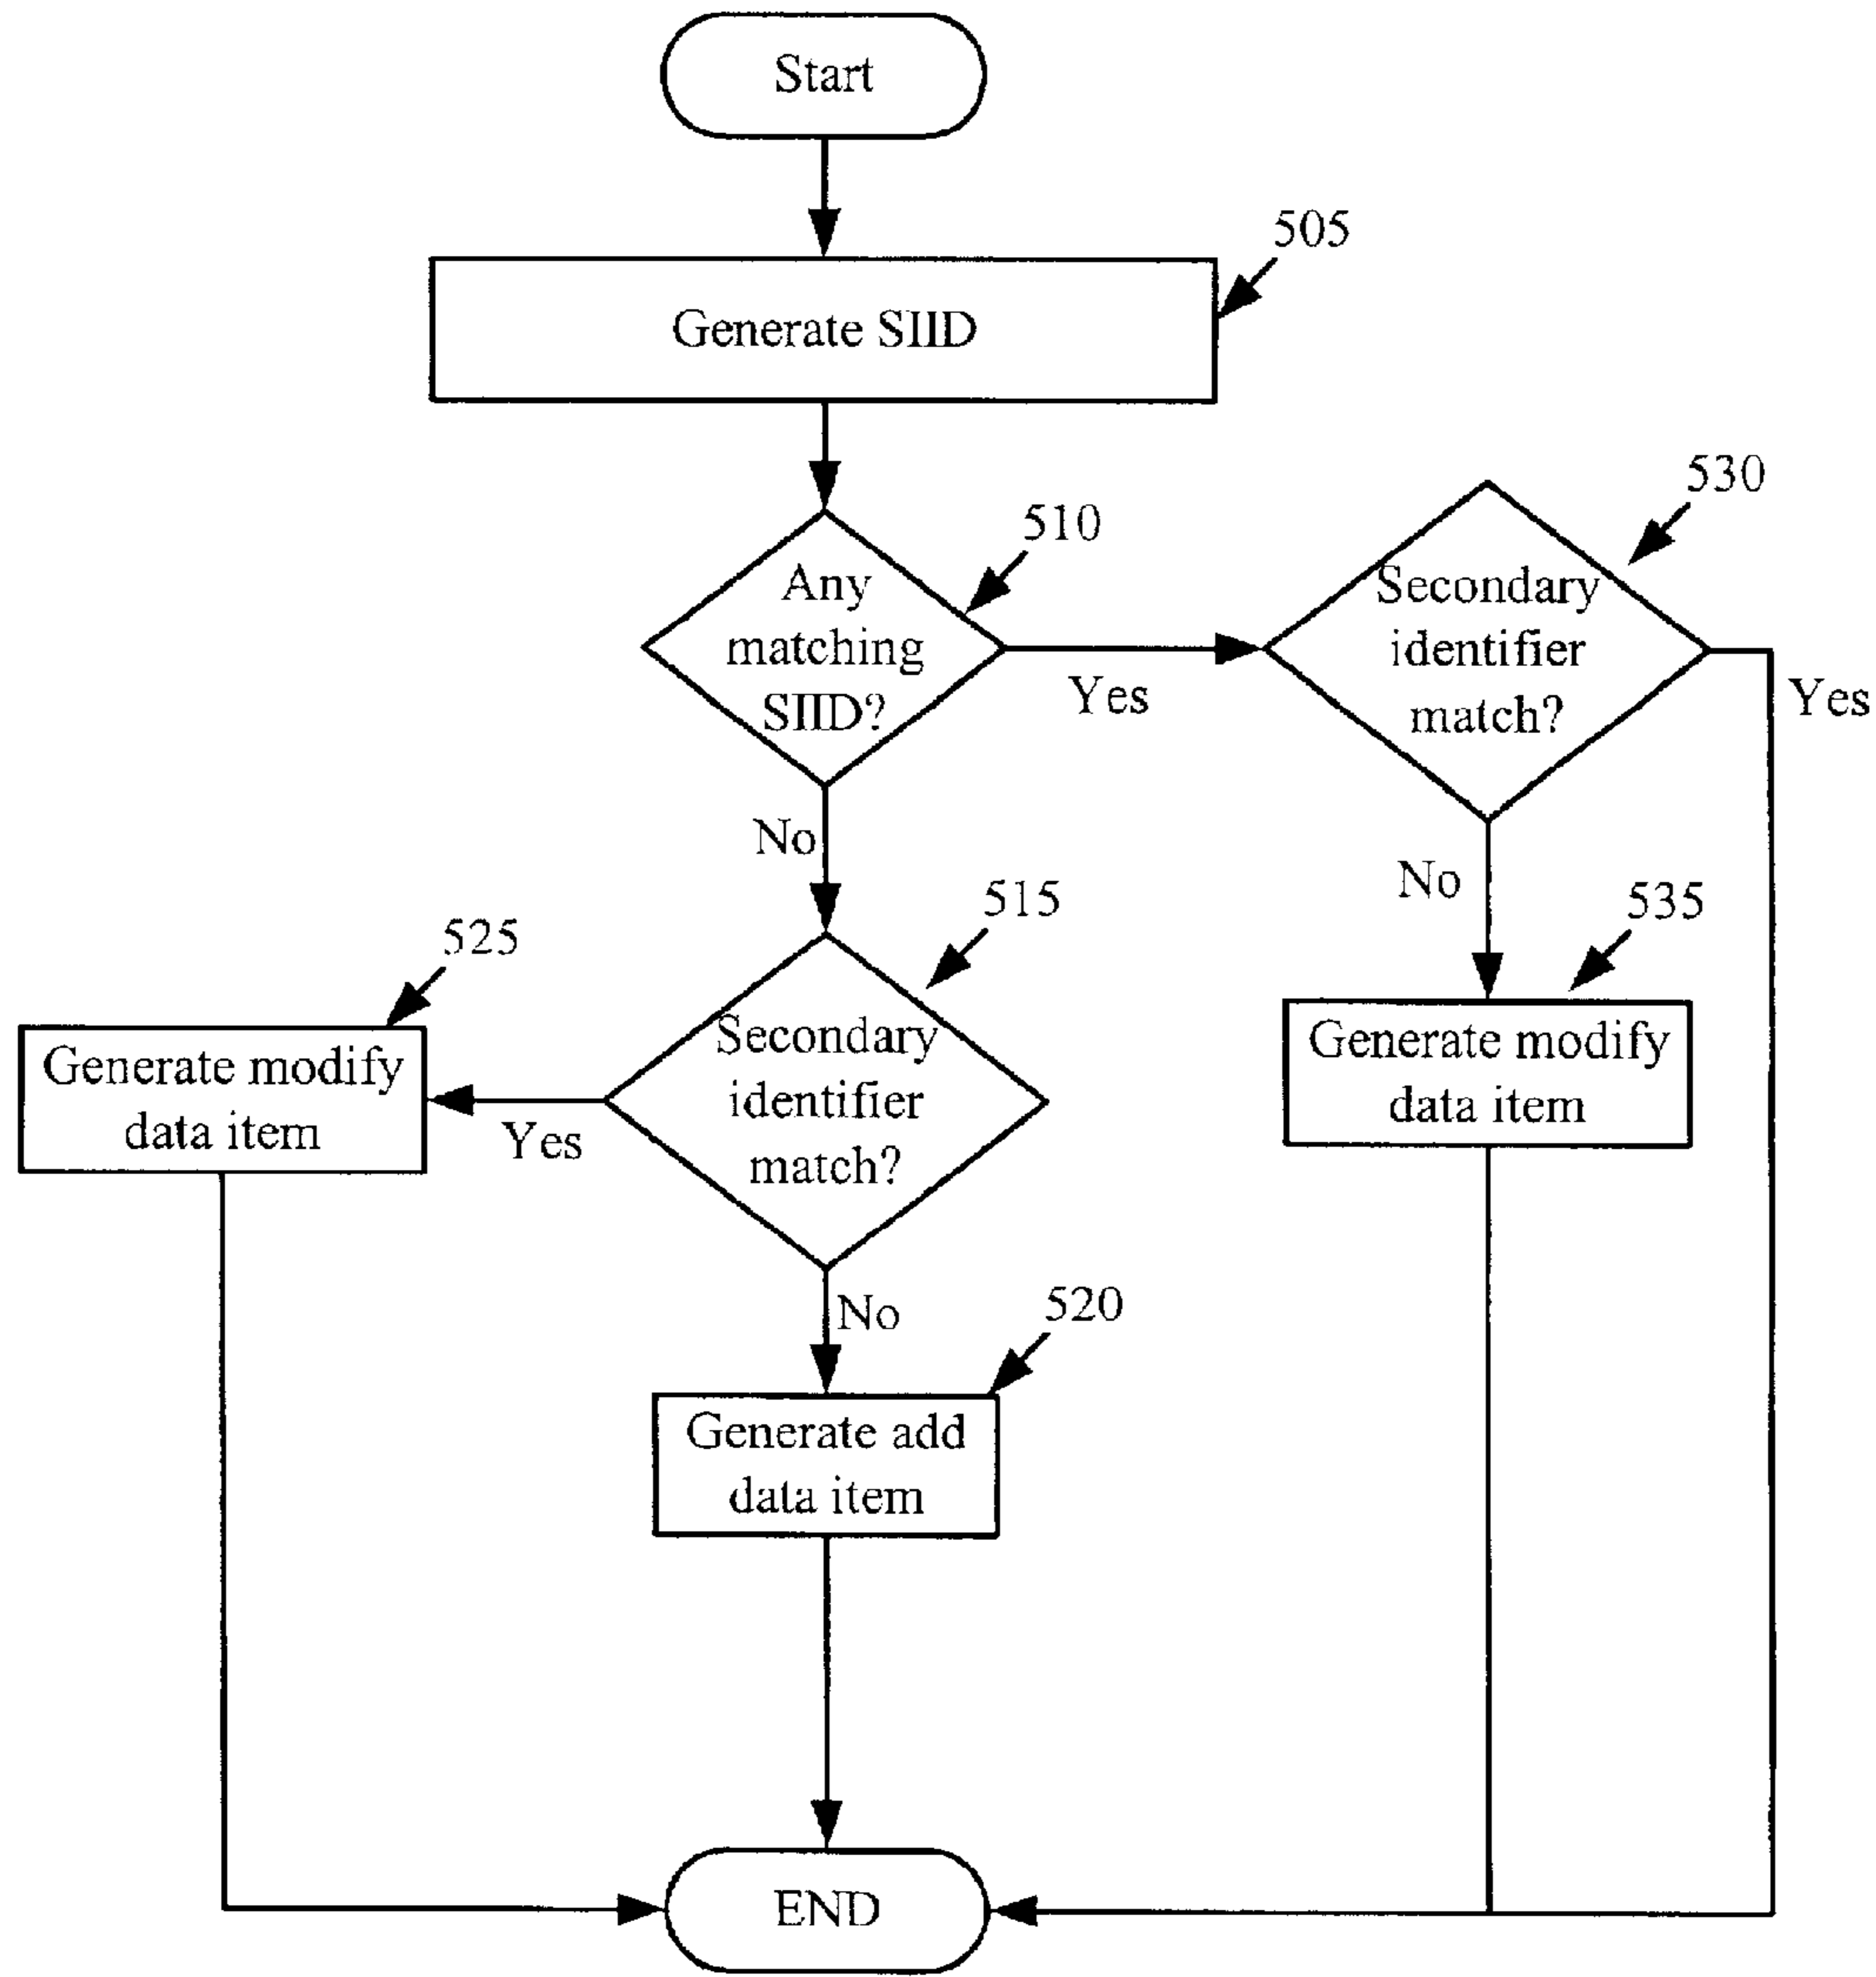 Start
505
Generate SIID
530
510
Any
matching
SIID?
Yes
Secondary
identifier
match?
Yes
No
No
515
535
525
Generate modify
data item
Yes
Secondary
identifier
match?
Generate modify
data item
No
520
Generate add
data item
END